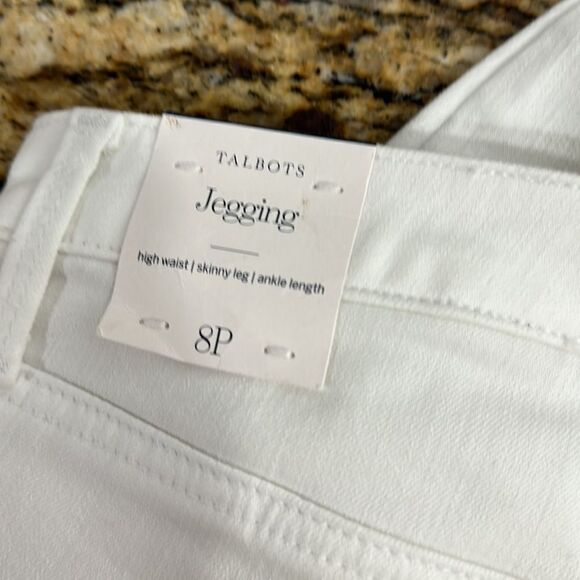 TALBOTS
Jegging
high waist | skinny leg | ankle length
8P